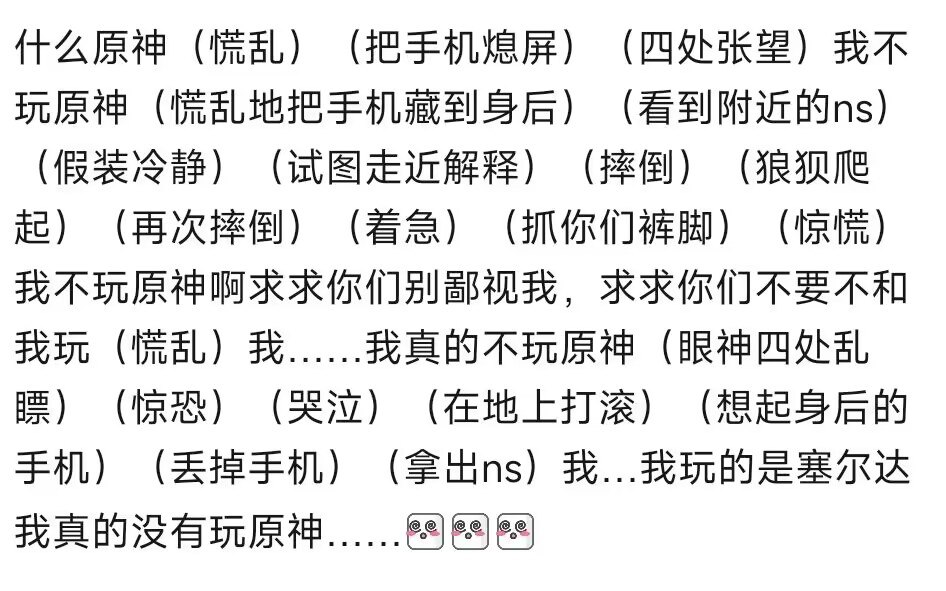 什么原神（慌乱）（把手机熄屏）（四处张望）我不
玩原神（慌乱地把手机藏到身后）（看到附近的ns）
（假装冷静）（试图走近解释）（摔倒）（狼狈爬
起）（再次摔倒）（着急）（抓你们裤脚）（惊慌）
我不玩原神啊求求你们别鄙视我，求求你们不要不和
我玩（慌乱）我……我真的不玩原神（眼神四处乱
瞟）（惊恐）（哭泣）（在地上打滚）（想起身后的
手机）（丢掉手机）（拿出ns）我…我玩的是塞尔达
我真的没有玩原神……